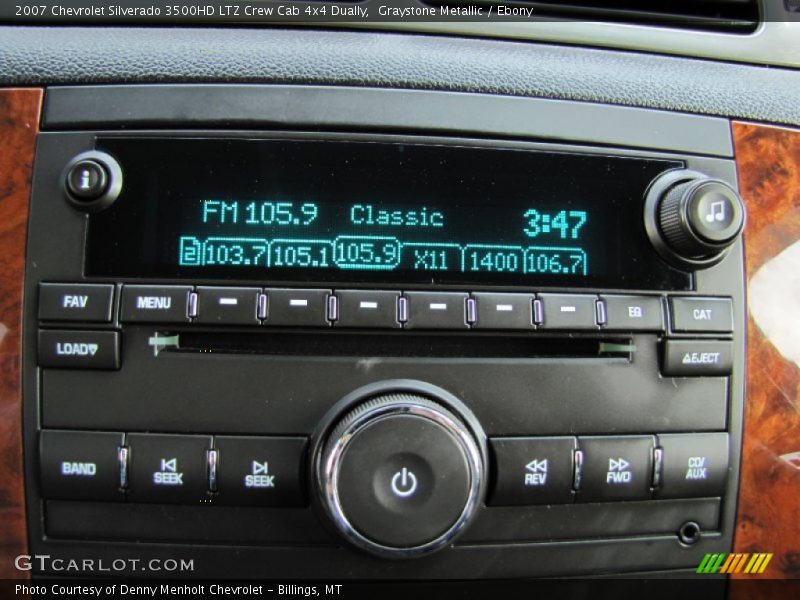 2007 Chevrolet Silverado 3500HD LTZ Crew Cab 4x4 Dually,  Graystone Metallic / Ebony
i
FM 105.9 Classic 3:47
2 103.7 105.1 105.9 X11 1400 106.7
FAV MENU EQ CAT
LOAD▼ ▲EJECT
BAND SEEK SEEK REV FWD CD/AUX
GTCARLOT.COM
Photo Courtesy of Denny Menholt Chevrolet - Billings, MT